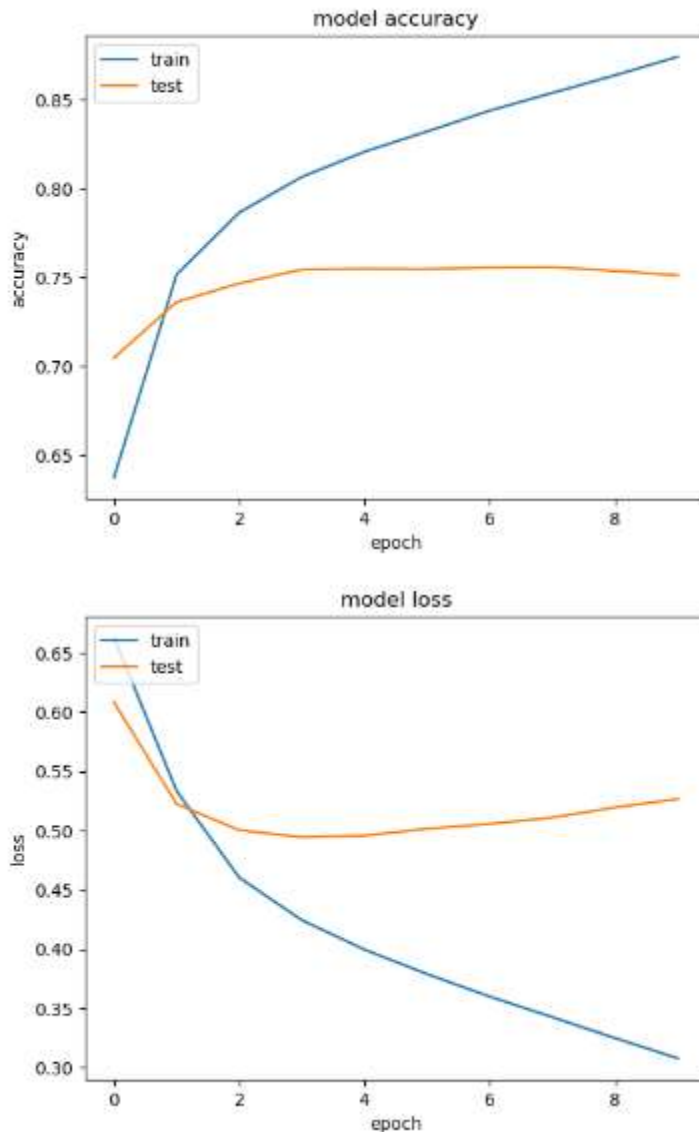 model accuracy
train
test
0.85
0.80
0.75
0.70
0.65
accuracy
0 2 4 6 8
epoch
model loss
train
test
0.65
0.60
0.55
0.50
0.45
0.40
0.35
0.30
loss
0 2 4 6 8
epoch